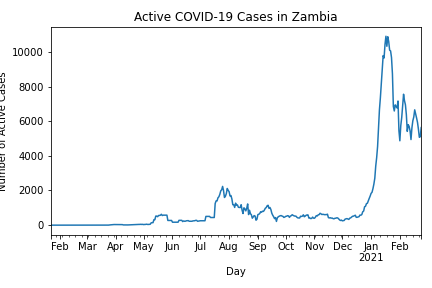 Active COVID-19 Cases in Zambia
Number of Active Cases
10000
8000
6000
4000
2000
0
Feb Mar Apr May Jun Jul Aug Sep Oct Nov Dec Jan Feb
2021
Day